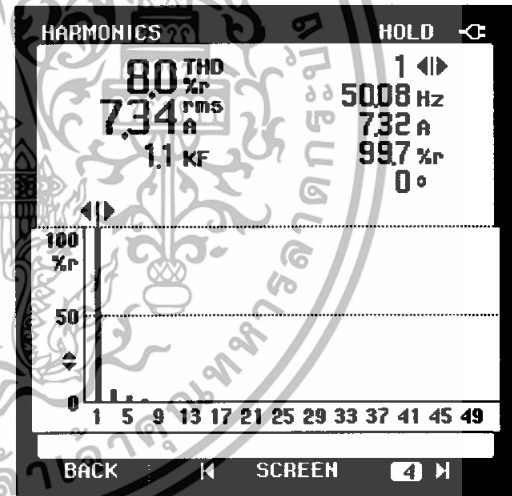 HARMONICS HOLD
8.0 THD %r
7.34 rms A
1.1 KF
1
50.08 Hz
7.32 A
99.7 %r
0 °
100
%r
50
0
1 5 9 13 17 21 25 29 33 37 41 45 49
BACK SCREEN 4